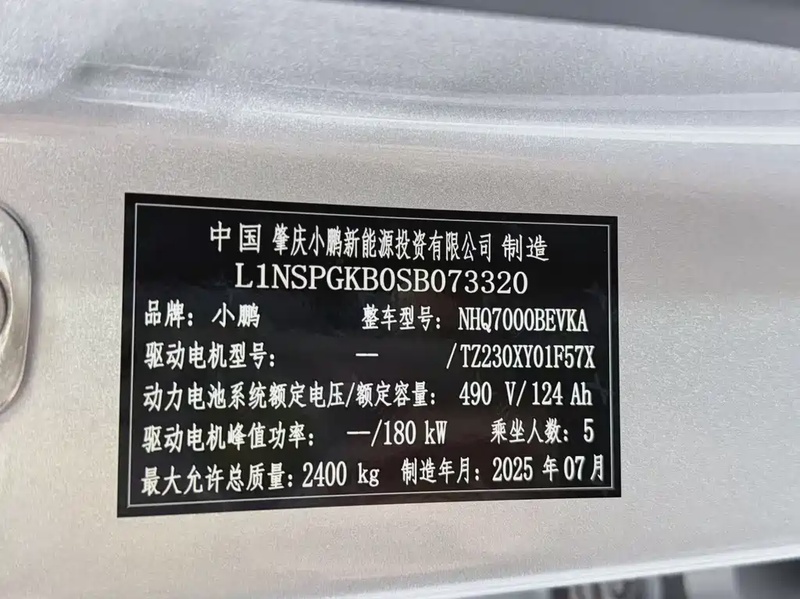 中国 肇庆小鹏新能源投资有限公司 制造
L1NSPGKB0SB073320
品牌：小鹏 整车型号：NHQ7000BEVKA
驱动电机型号： — /TZ230XY01F57X
动力电池系统额定电压/额定容量：490 V/124 Ah
驱动电机峰值功率：—/180 kW 乘坐人数：5
最大允许总质量：2400 kg 制造年月：2025 年 07 月